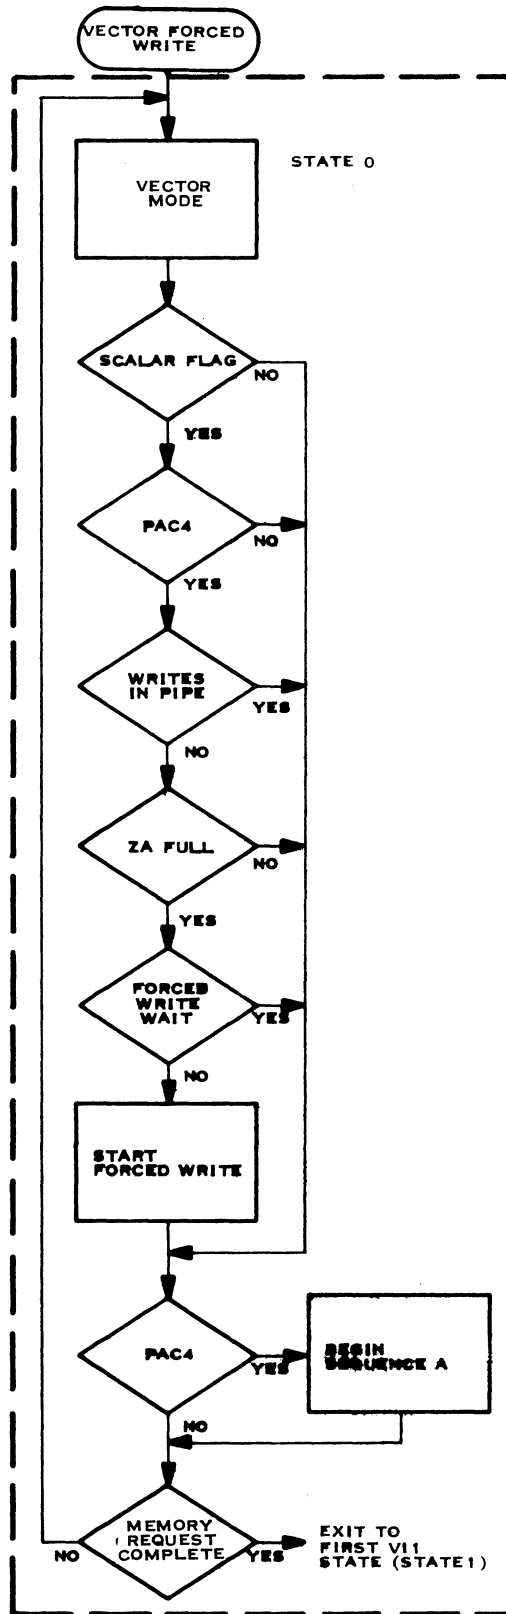 VECTOR FORCED
WRITE
STATE 0
VECTOR
MODE
SCALAR FLAG
NO
YES
PAC4
NO
YES
WRITES
IN PIPE
YES
NO
ZA FULL
NO
YES
FORCED
WRITE
WAIT
YES
NO
START
FORCED WRITE
PAC4
YES
BEGIN
SEQUENCE A
NO
MEMORY
REQUEST
COMPLETE
NO
YES
EXIT TO
FIRST VI1
STATE (STATE1)